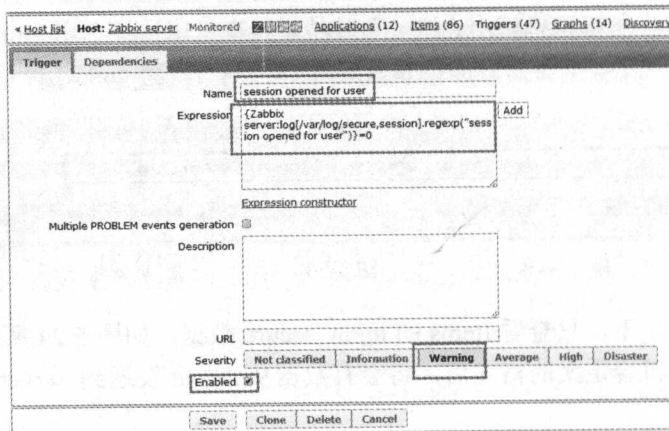 « Host list Host: Zabbix server Monitored Applications (12) Items (86) Triggers (47) Graphs (14) Discover
Trigger Dependencies
Name session opened for user
Expression {Zabbix
server:log[/var/log/secure,session].regexp("sess
ion opened for user")}=0
Add
Expression constructor
Multiple PROBLEM events generation
Description
URL
Severity Not classified Information Warning Average High Disaster
Enabled
Save Clone Delete Cancel